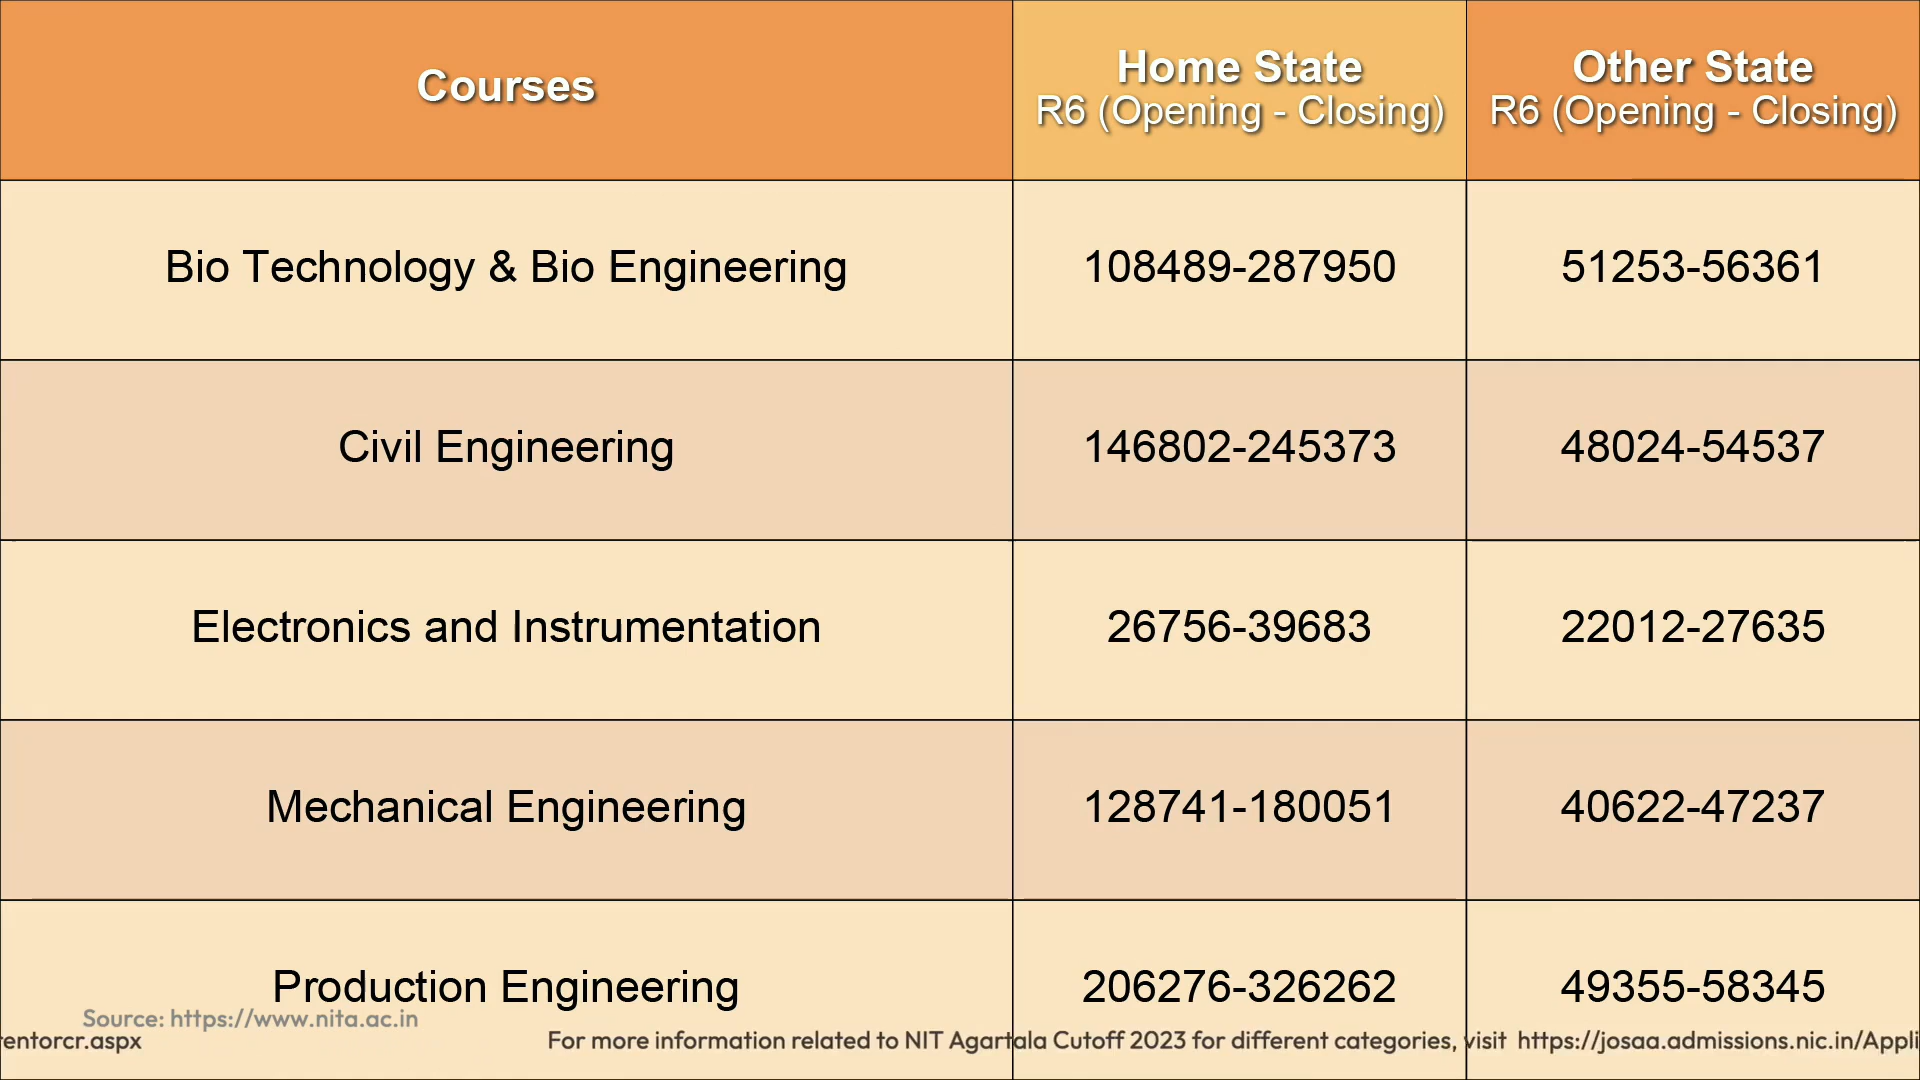 Courses
Home State
R6 (Opening - Closing)
Other State
R6 (Opening - Closing)
Bio Technology & Bio Engineering
108489-287950
51253-56361
Civil Engineering
146802-245373
48024-54537
Electronics and Instrumentation
26756-39683
22012-27635
Mechanical Engineering
128741-180051
40622-47237
Production Engineering
206276-326262
49355-58345
Source: https://www.nita.ac.in
entorcr.aspx
For more information related to NIT Agartala Cutoff 2023 for different categories, visit https://josaa.admissions.nic.in/Appli